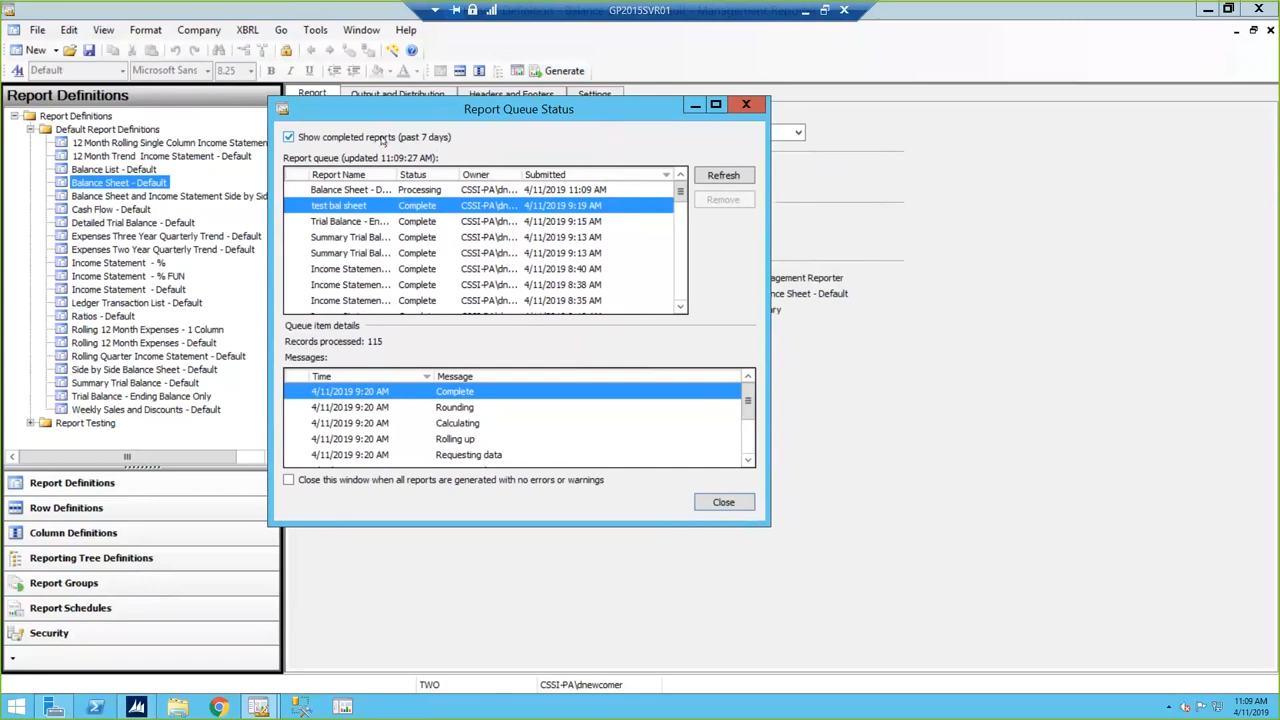 GP2015SVR01
File Edit View Format Company XBRL Go Tools Window Help
New
Default Microsoft Sans 8.25 B I U A Generate
Report Definitions
Report Output and Distribution Headers and Footers Settings
Report Definitions
Default Report Definitions
12 Month Rolling Single Column Income Statemen
12 Month Trend Income Statement - Default
Balance List - Default
Balance Sheet - Default
Balance Sheet and Income Statement Side by Sid
Cash Flow - Default
Detailed Trial Balance - Default
Expenses Three Year Quarterly Trend - Default
Expenses Two Year Quarterly Trend - Default
Income Statement - %
Income Statement - % FUN
Income Statement - Default
Ledger Transaction List - Default
Ratios - Default
Rolling 12 Month Expenses - 1 Column
Rolling 12 Month Expenses - Default
Rolling Quarter Income Statement - Default
Side by Side Balance Sheet - Default
Summary Trial Balance - Default
Trial Balance - Ending Balance Only
Weekly Sales and Discounts - Default
Report Testing
Report Definitions
Row Definitions
Column Definitions
Reporting Tree Definitions
Report Groups
Report Schedules
Security
Report Queue Status
Show completed reports (past 7 days)
Report queue (updated 11:09:27 AM):
Report Name Status Owner Submitted
Balance Sheet - D... Processing CSSI-PA\dne... 4/11/2019 11:09 AM
test bal sheet Complete CSSI-PA\dn... 4/11/2019 9:19 AM
Trial Balance - En... Complete CSSI-PA\dn... 4/11/2019 9:15 AM
Summary Trial Bal... Complete CSSI-PA\dn... 4/11/2019 9:13 AM
Summary Trial Bal... Complete CSSI-PA\dn... 4/11/2019 9:13 AM
Income Statemen... Complete CSSI-PA\dn... 4/11/2019 8:40 AM
Income Statemen... Complete CSSI-PA\dn... 4/11/2019 8:38 AM
Income Statemen... Complete CSSI-PA\dn... 4/11/2019 8:35 AM
Refresh
Remove
Queue item details
Records processed: 115
Messages:
Time Message
4/11/2019 9:20 AM Complete
4/11/2019 9:20 AM Rounding
4/11/2019 9:20 AM Calculating
4/11/2019 9:20 AM Rolling up
4/11/2019 9:20 AM Requesting data
Close this window when all reports are generated with no errors or warnings
Close
agement Reporter
ance Sheet - Default
ry
TWO CSSI-PA\dnewcomer
11:09 AM
4/11/2019